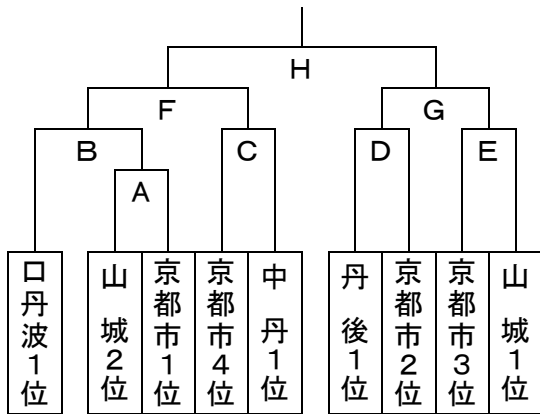 H
F
G
B
C
D
E
A
口丹波1位
山城2位
京都市1位
京都市4位
中丹1位
丹後1位
京都市2位
京都市3位
山城1位